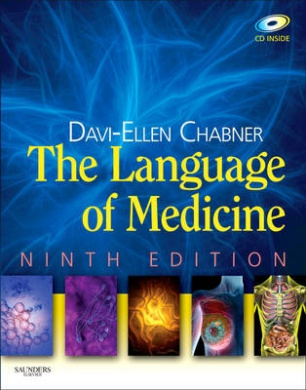 CD INSIDE
DAVI-ELLEN CHABNER
The Language
of Medicine
NINTH EDITION
SAUNDERS
ELSEVIER